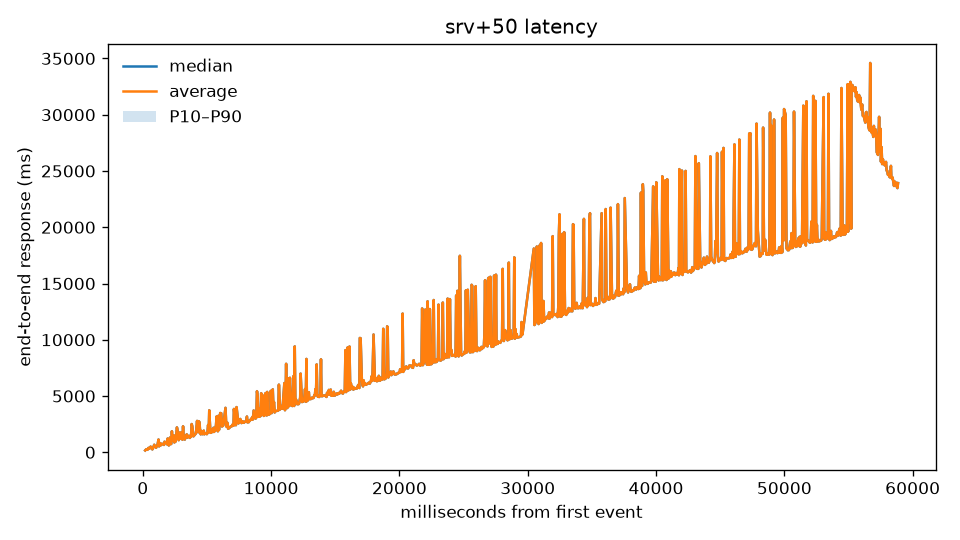 srv+50 latency
median
average
P10–P90
end-to-end response (ms)
35000
30000
25000
20000
15000
10000
5000
0
0 10000 20000 30000 40000 50000 60000
milliseconds from first event